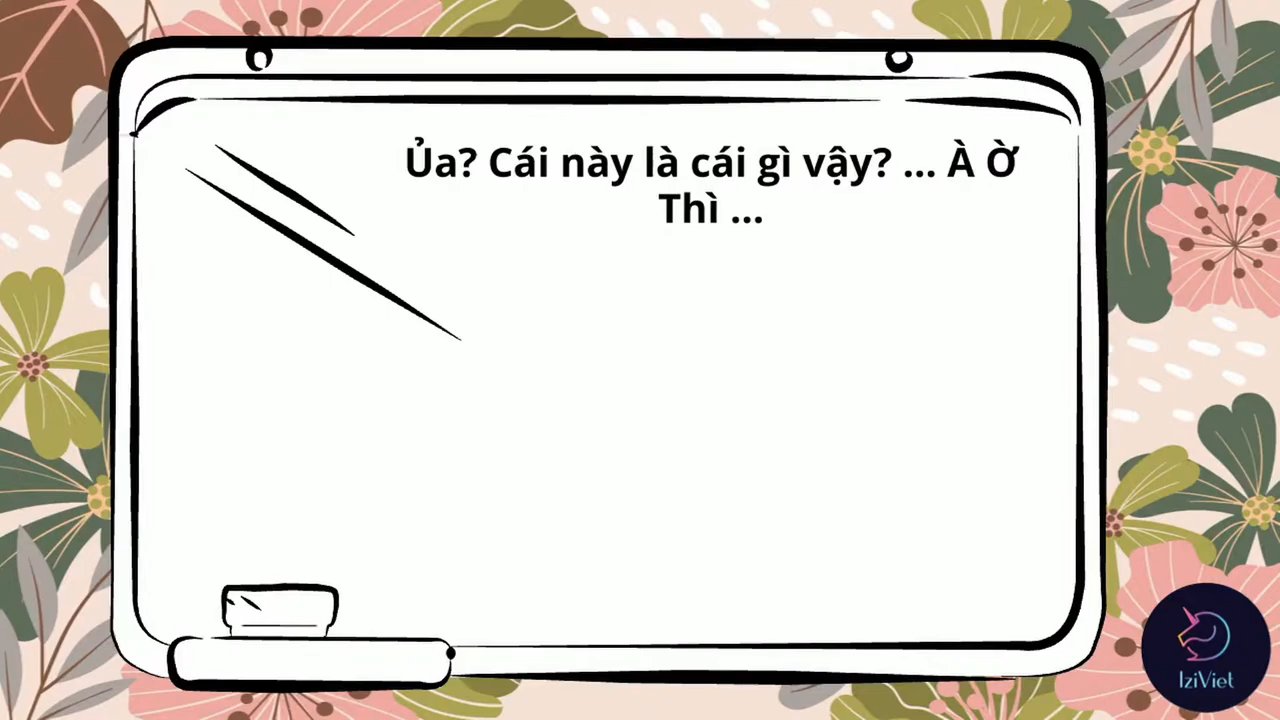 Ủa? Cái này là cái gì vậy? ... À Ờ
Thì ...
IziViet